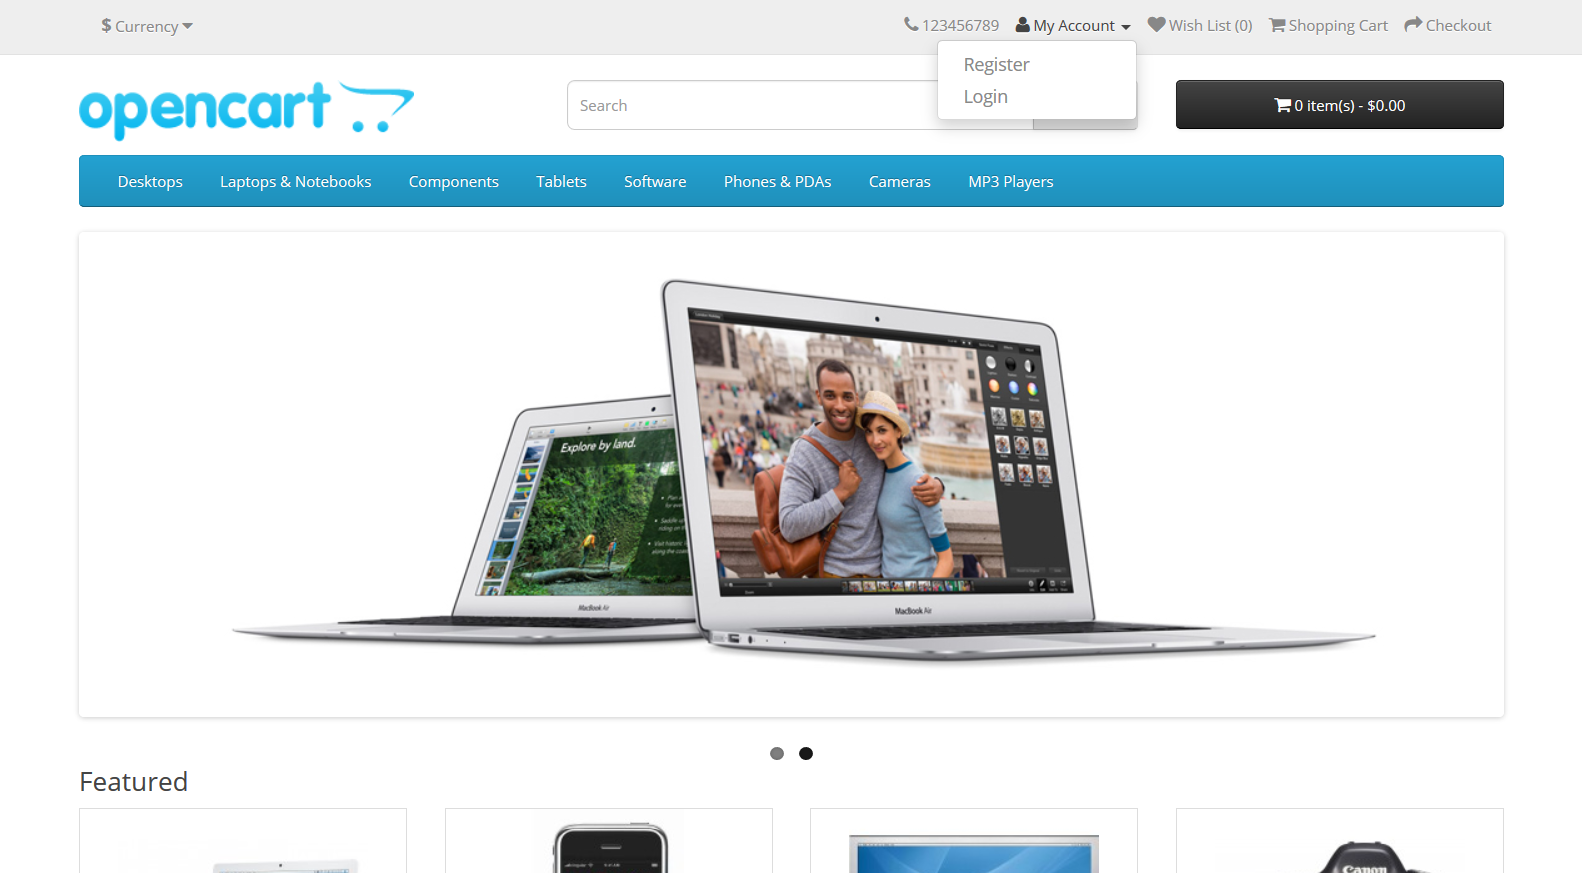 $ Currency
123456789 My Account Wish List (0) Shopping Cart Checkout
Register
Login
opencart
Search
0 item(s) - $0.00
Desktops Laptops & Notebooks Components Tablets Software Phones & PDAs Cameras MP3 Players
Explore by land.
MacBook Air
MacBook Air
Featured
Canon